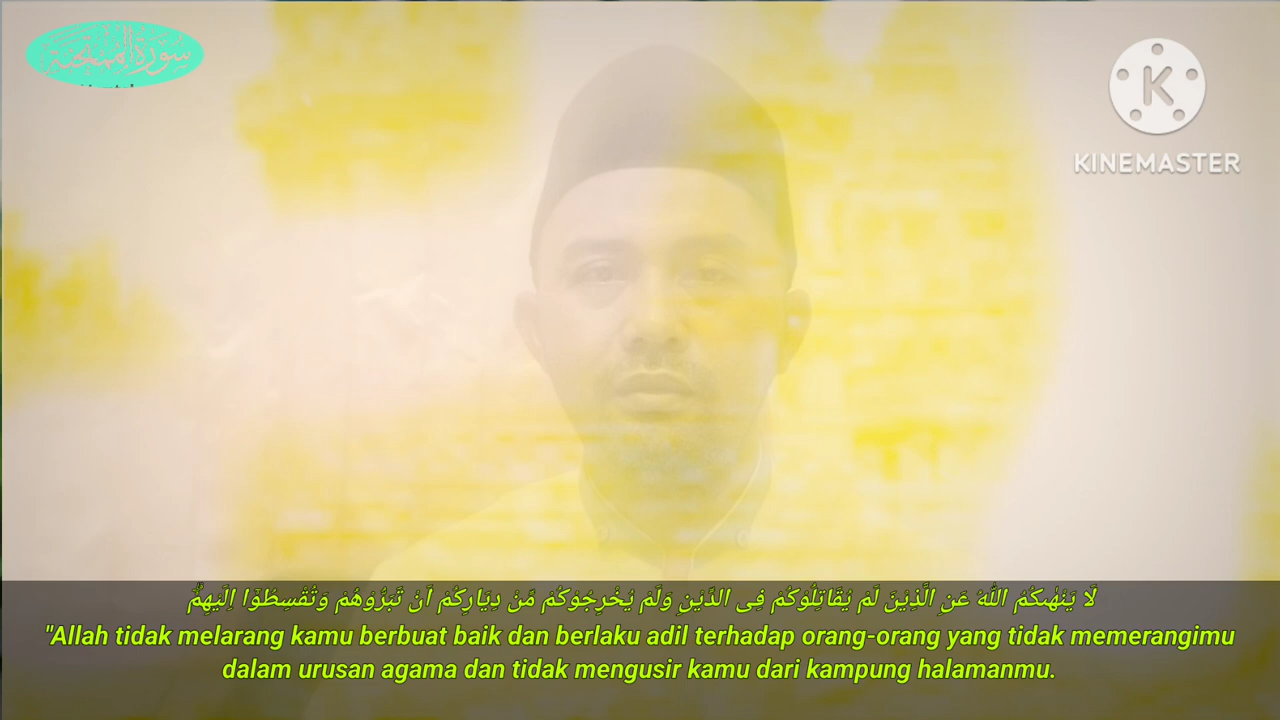 سُوْرَةُ الْمُمْتَحِنَةِ
KINEMASTER
لَا يَنْهٰىكُمُ اللّٰهُ عَنِ الَّذِيْنَ لَمْ يُقَاتِلُوْكُمْ فِى الدِّيْنِ وَلَمْ يُخْرِجُوْكُمْ مِّنْ دِيَارِكُمْ اَنْ تَبَرُّوْهُمْ وَتُقْسِطُوْٓا اِلَيْهِمْۗ
"Allah tidak melarang kamu berbuat baik dan berlaku adil terhadap orang-orang yang tidak memerangimu
dalam urusan agama dan tidak mengusir kamu dari kampung halamanmu.